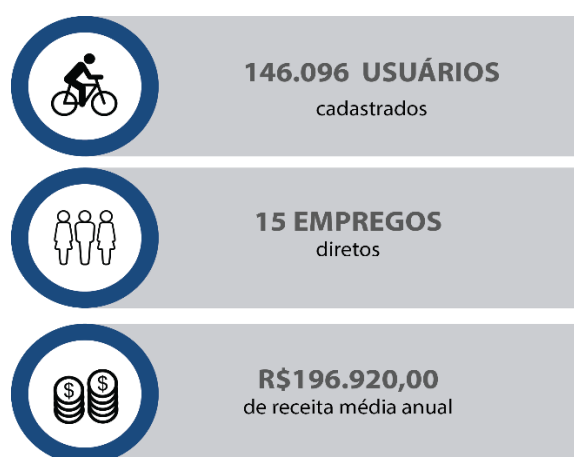 146.096 USUÁRIOS
cadastrados
15 EMPREGOS
diretos
$ $
R$196.920,00
de receita média anual